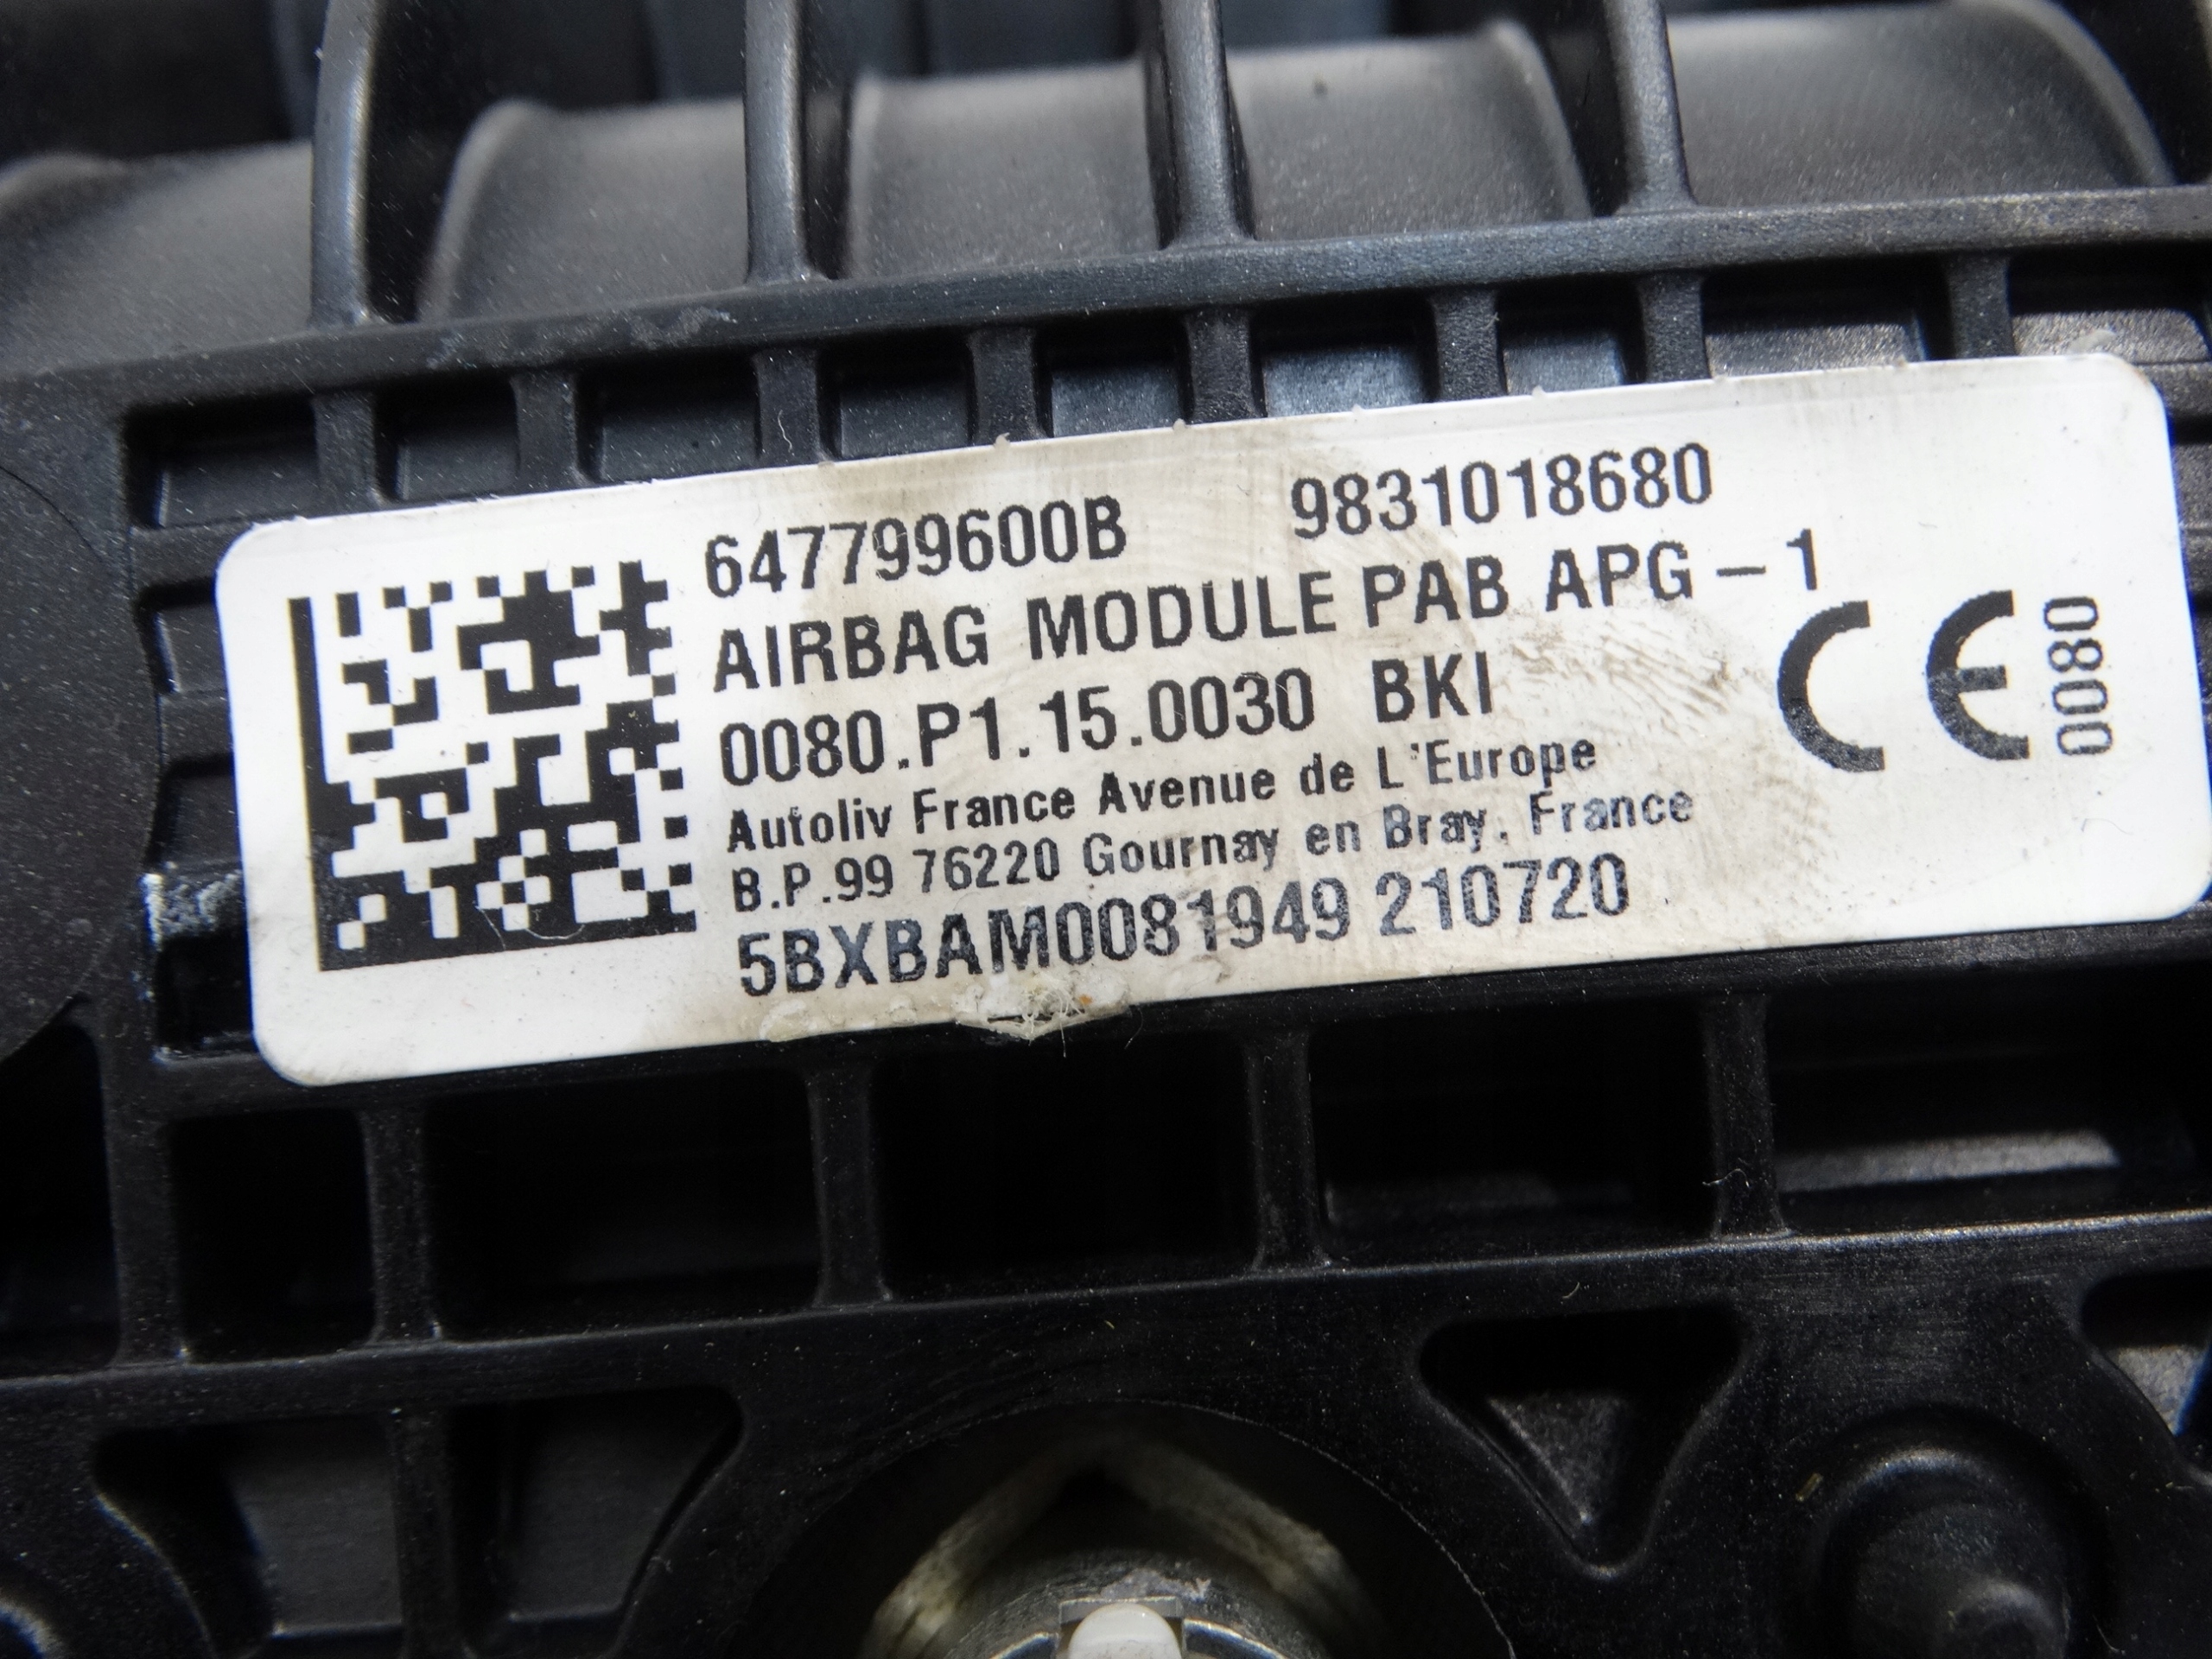 647799600B 9831018680
AIRBAG MODULE PAB APG - 1
0080.P1.15.0030 BKI
CE 0080
Autoliv France Avenue de L'Europe
B.P.99 76220 Gournay en Bray. France
5BXBAM0081949 210720